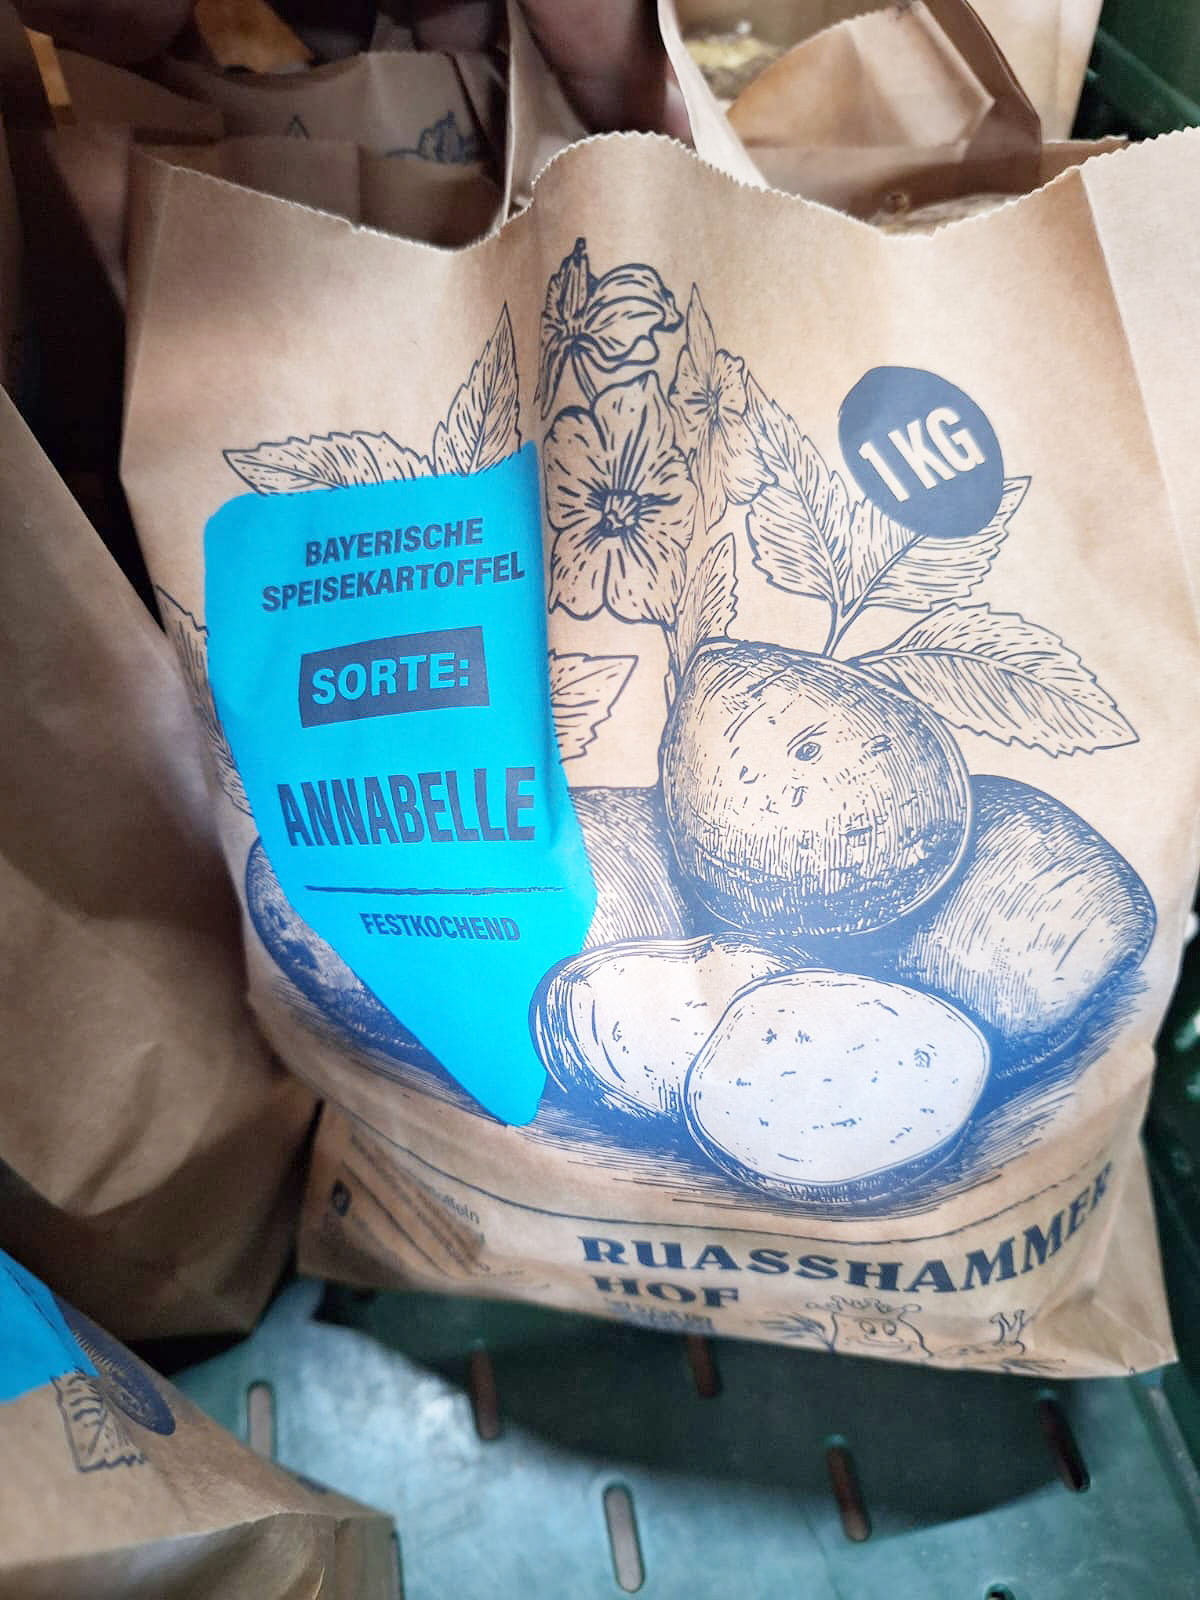 1 KG
BAYERISCHE
SPEISEKARTOFFEL
SORTE:
ANNABELLE
FESTKOCHEND
RUASSHAMMER
HOF